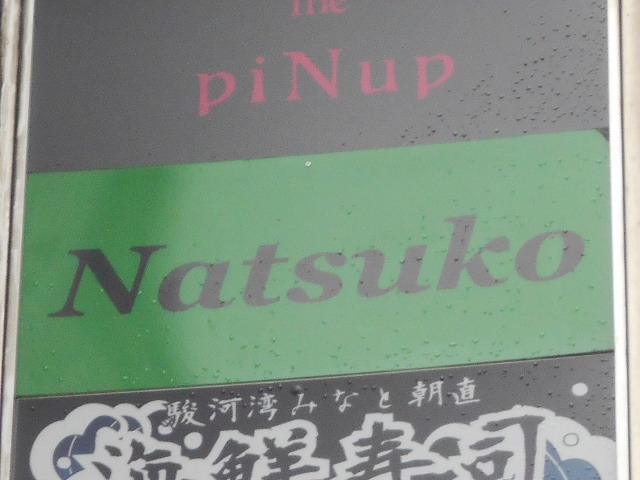 The
piNup
Natsuko
駿河湾みなと朝直
海鮮寿司